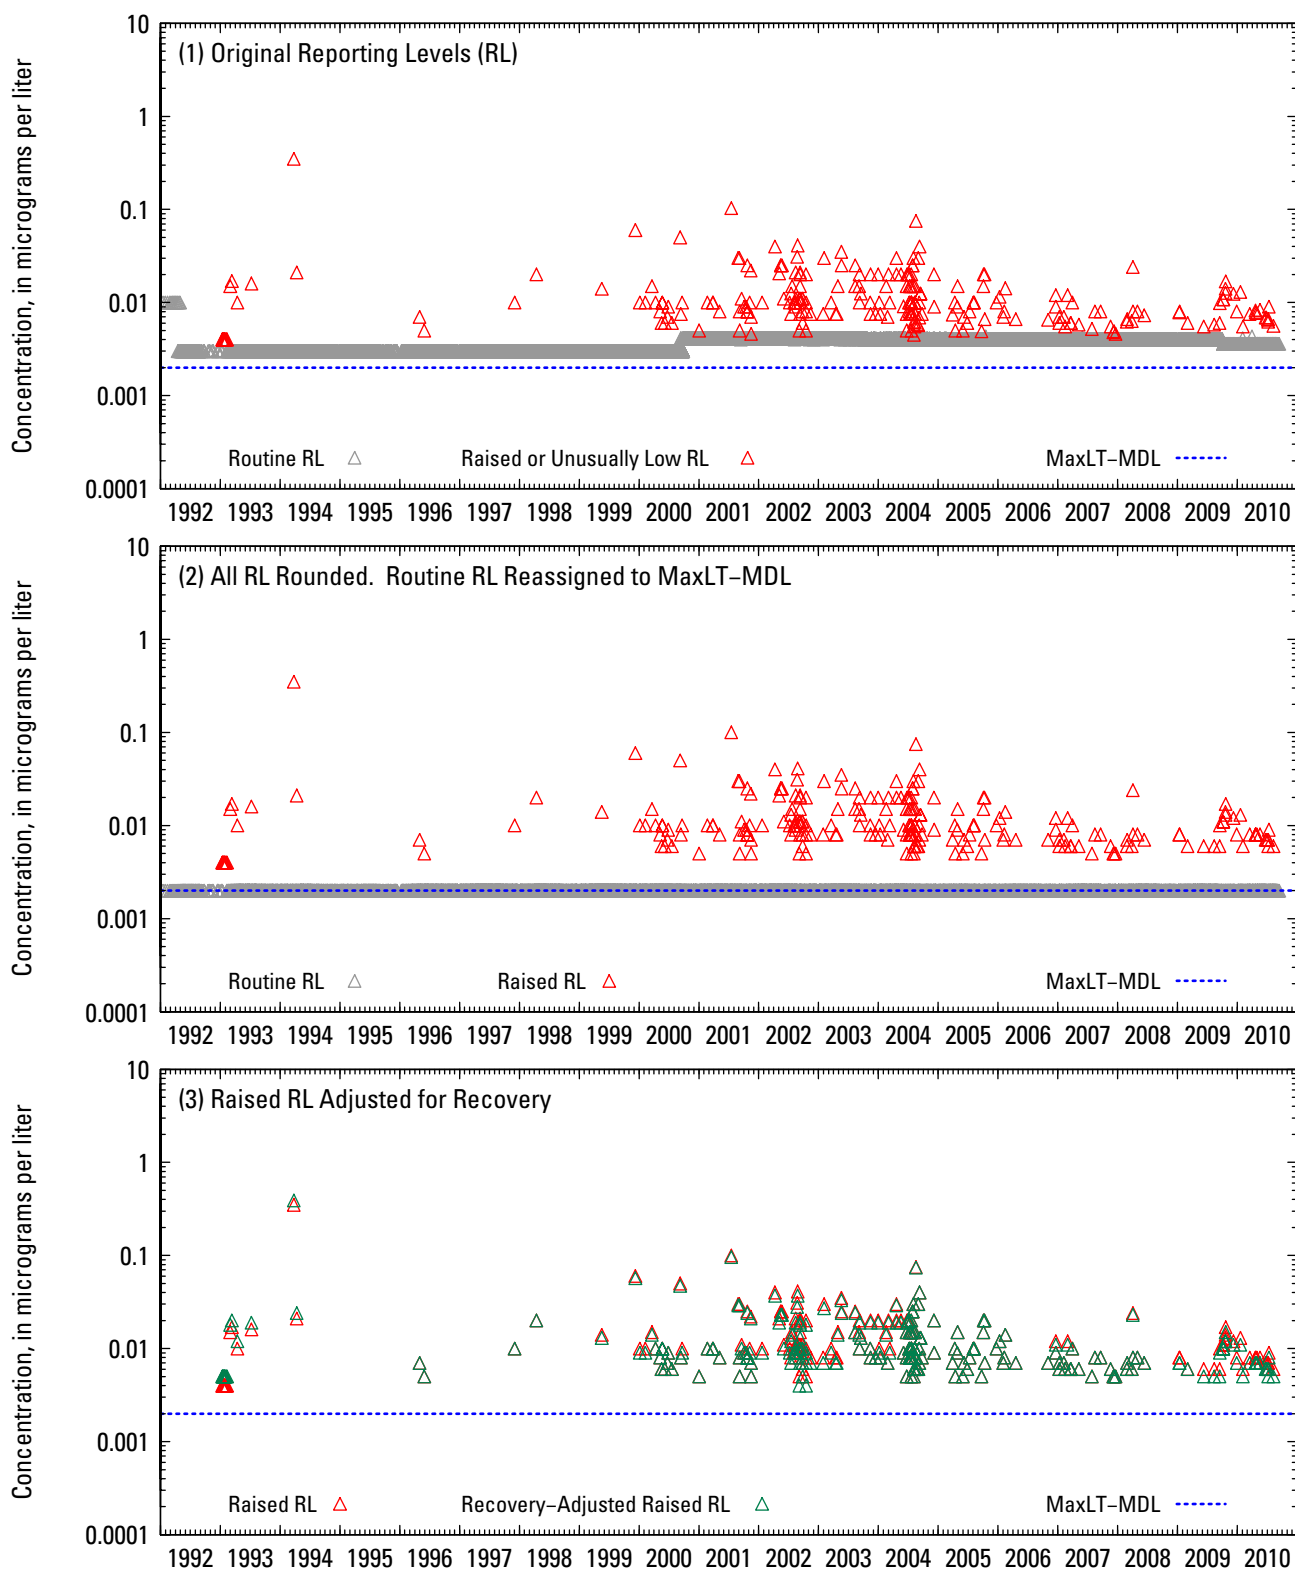 Concentration, in micrograms per liter
(1) Original Reporting Levels (RL)
10
1
0.1
0.01
0.001
0.0001
Routine RL
Raised or Unusually Low RL
MaxLT−MDL
1992 1993 1994 1995 1996 1997 1998 1999 2000 2001 2002 2003 2004 2005 2006 2007 2008 2009 2010
Concentration, in micrograms per liter
(2) All RL Rounded. Routine RL Reassigned to MaxLT−MDL
10
1
0.1
0.01
0.001
0.0001
Routine RL
Raised RL
MaxLT−MDL
1992 1993 1994 1995 1996 1997 1998 1999 2000 2001 2002 2003 2004 2005 2006 2007 2008 2009 2010
Concentration, in micrograms per liter
(3) Raised RL Adjusted for Recovery
10
1
0.1
0.01
0.001
0.0001
Raised RL
Recovery−Adjusted Raised RL
MaxLT−MDL
1992 1993 1994 1995 1996 1997 1998 1999 2000 2001 2002 2003 2004 2005 2006 2007 2008 2009 2010